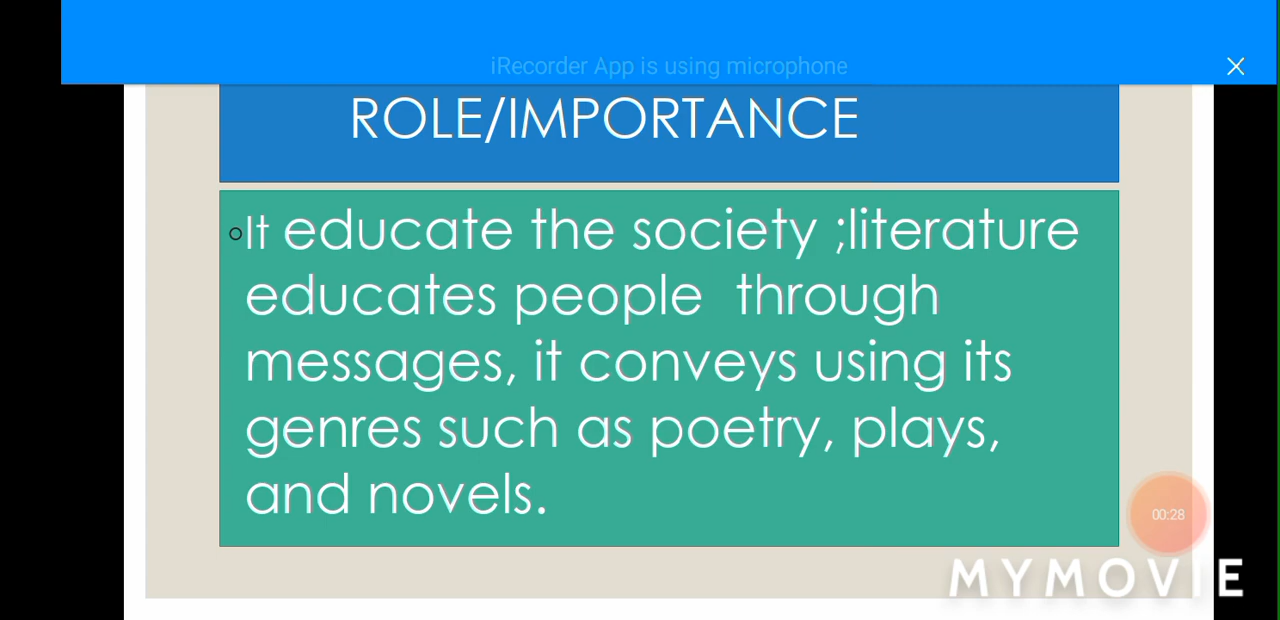 iRecorder App is using microphone
ROLE/IMPORTANCE
It educate the society ;literature
educates people through
messages, it conveys using its
genres such as poetry, plays,
and novels.
00:28
MYMOVIE